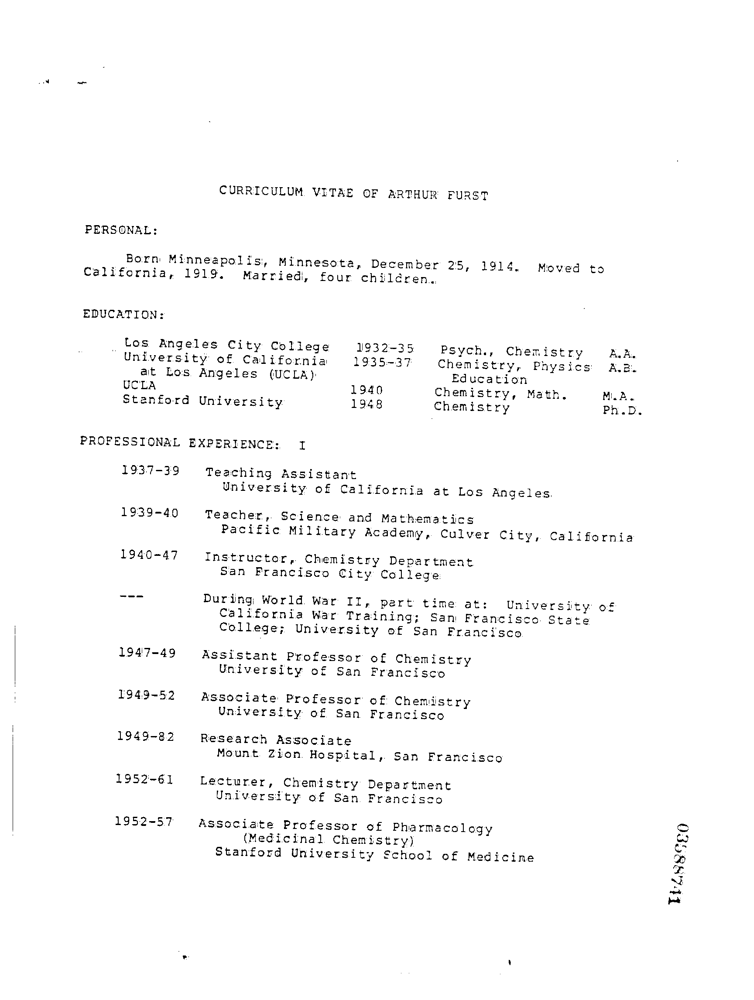 CURRICULUM VITAE OF ARTHUR FURST
PERSONAL:
Born Minneapolis, Minnesota, December 25, 1914. Moved to
California, 1919. Married, four children.
EDUCATION:
Los Angeles City College 1932-35 Psych., Chemistry A.A.
University of California 1935-37 Chemistry, Physics A.B.
at Los Angeles (UCLA) Education
UCLA 1940 Chemistry, Math. M.A.
Stanford University 1948 Chemistry Ph.D.
PROFESSIONAL EXPERIENCE: I
1937-39 Teaching Assistant
University of California at Los Angeles
1939-40 Teacher, Science and Mathematics
Pacific Military Academy, Culver City, California
1940-47 Instructor, Chemistry Department
San Francisco City College
--- During World War II, part time at: University of
California War Training; San Francisco State
College; University of San Francisco
1947-49 Assistant Professor of Chemistry
University of San Francisco
1949-52 Associate Professor of Chemistry
University of San Francisco
1949-82 Research Associate
Mount Zion Hospital, San Francisco
1952-61 Lecturer, Chemistry Department
University of San Francisco
1952-57 Associate Professor of Pharmacology
(Medicinal Chemistry)
Stanford University School of Medicine
03588741